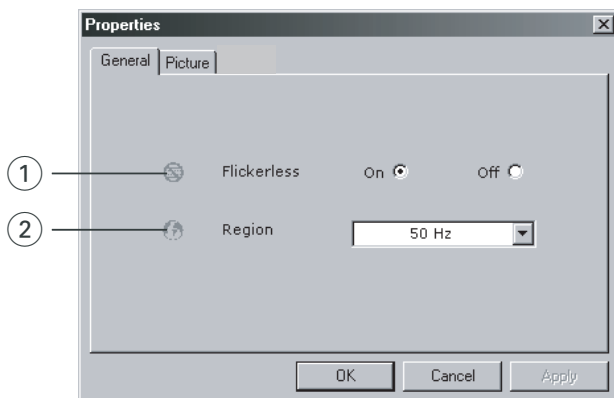 Properties
General Picture
1 Flickerless On Off
2 Region 50 Hz
OK Cancel Apply